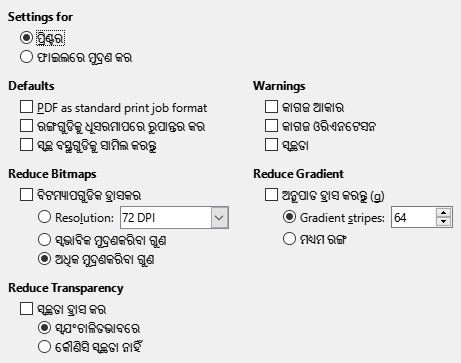 Settings for
ପ୍ରିଣ୍ଟର
ଫାଇଲରେ ମୁଦ୍ରଣ କର
Defaults
PDF as standard print job format
ରଙ୍ଗଗୁଡିକୁ ଧୂସରମାପରେ ରୁପାନ୍ତର କର
ସ୍ୱଚ୍ଛ ବସ୍ତୁଗୁଡିକୁ ସାମିଲ କରନ୍ତୁ
Warnings
କାଗଜ ଆକାର
କାଗଜ ଓରିଏନଟେସନ
ସ୍ୱଚ୍ଛତା
Reduce Bitmaps
ବିଟମ୍ୟାପଗୁଡିକ ହ୍ରାସକର
Resolution: 72 DPI
ସ୍ୱଭାବିକ ମୁଦ୍ରଣକରିବା ଗୁଣ
ଅଧିକ ମୁଦ୍ରଣକରିବା ଗୁଣ
Reduce Gradient
ଅନୁପାତ ହ୍ରାସ କରନ୍ତୁ (g)
Gradient stripes: 64
ମଧ୍ୟମ ରଙ୍ଗ
Reduce Transparency
ସ୍ୱଚ୍ଛତା ହ୍ରାସ କର
ସ୍ୱୟଂଚାଳିତଭାବରେ
କୌଣିସି ସ୍ୱଚ୍ଛତା ନାହିଁ